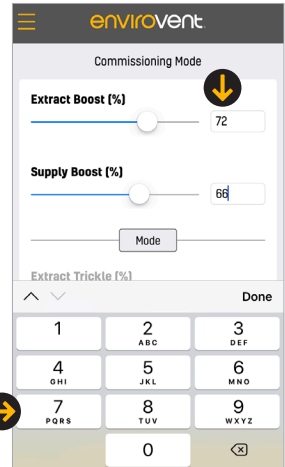 envirovent
Commissioning Mode
Extract Boost (%)
72
Supply Boost (%)
66
Mode
Extract Trickle (%)
Done
1 2 3
ABC DEF
4 5 6
GHI JKL MNO
7 8 9
PQRS TUV WXYZ
0